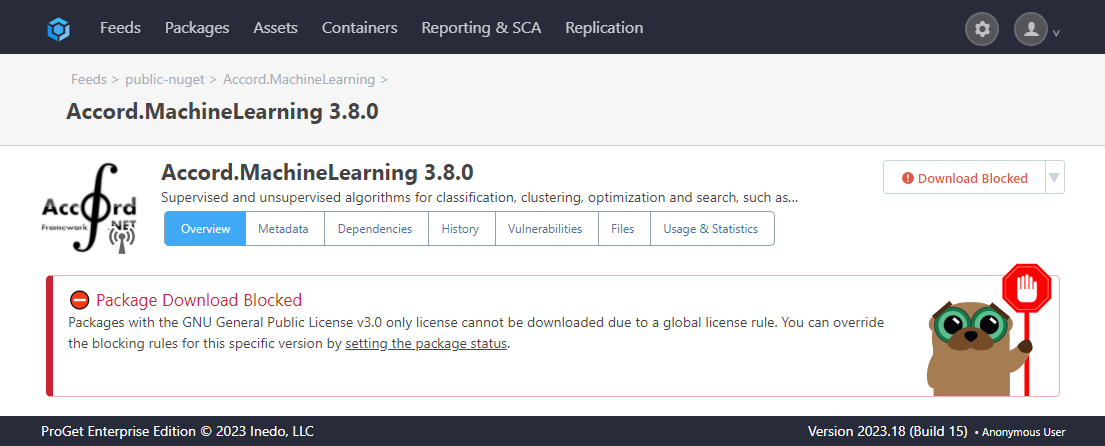 Feeds Packages Assets Containers Reporting & SCA Replication
Feeds > public-nuget > Accord.MachineLearning >
Accord.MachineLearning 3.8.0
Accord
Framework
.NET
Accord.MachineLearning 3.8.0
Download Blocked
Supervised and unsupervised algorithms for classification, clustering, optimization and search, such as...
Overview Metadata Dependencies History Vulnerabilities Files Usage & Statistics
Package Download Blocked
Packages with the GNU General Public License v3.0 only license cannot be downloaded due to a global license rule. You can override
the blocking rules for this specific version by setting the package status.
ProGet Enterprise Edition © 2023 Inedo, LLC Version 2023.18 (Build 15) • Anonymous User